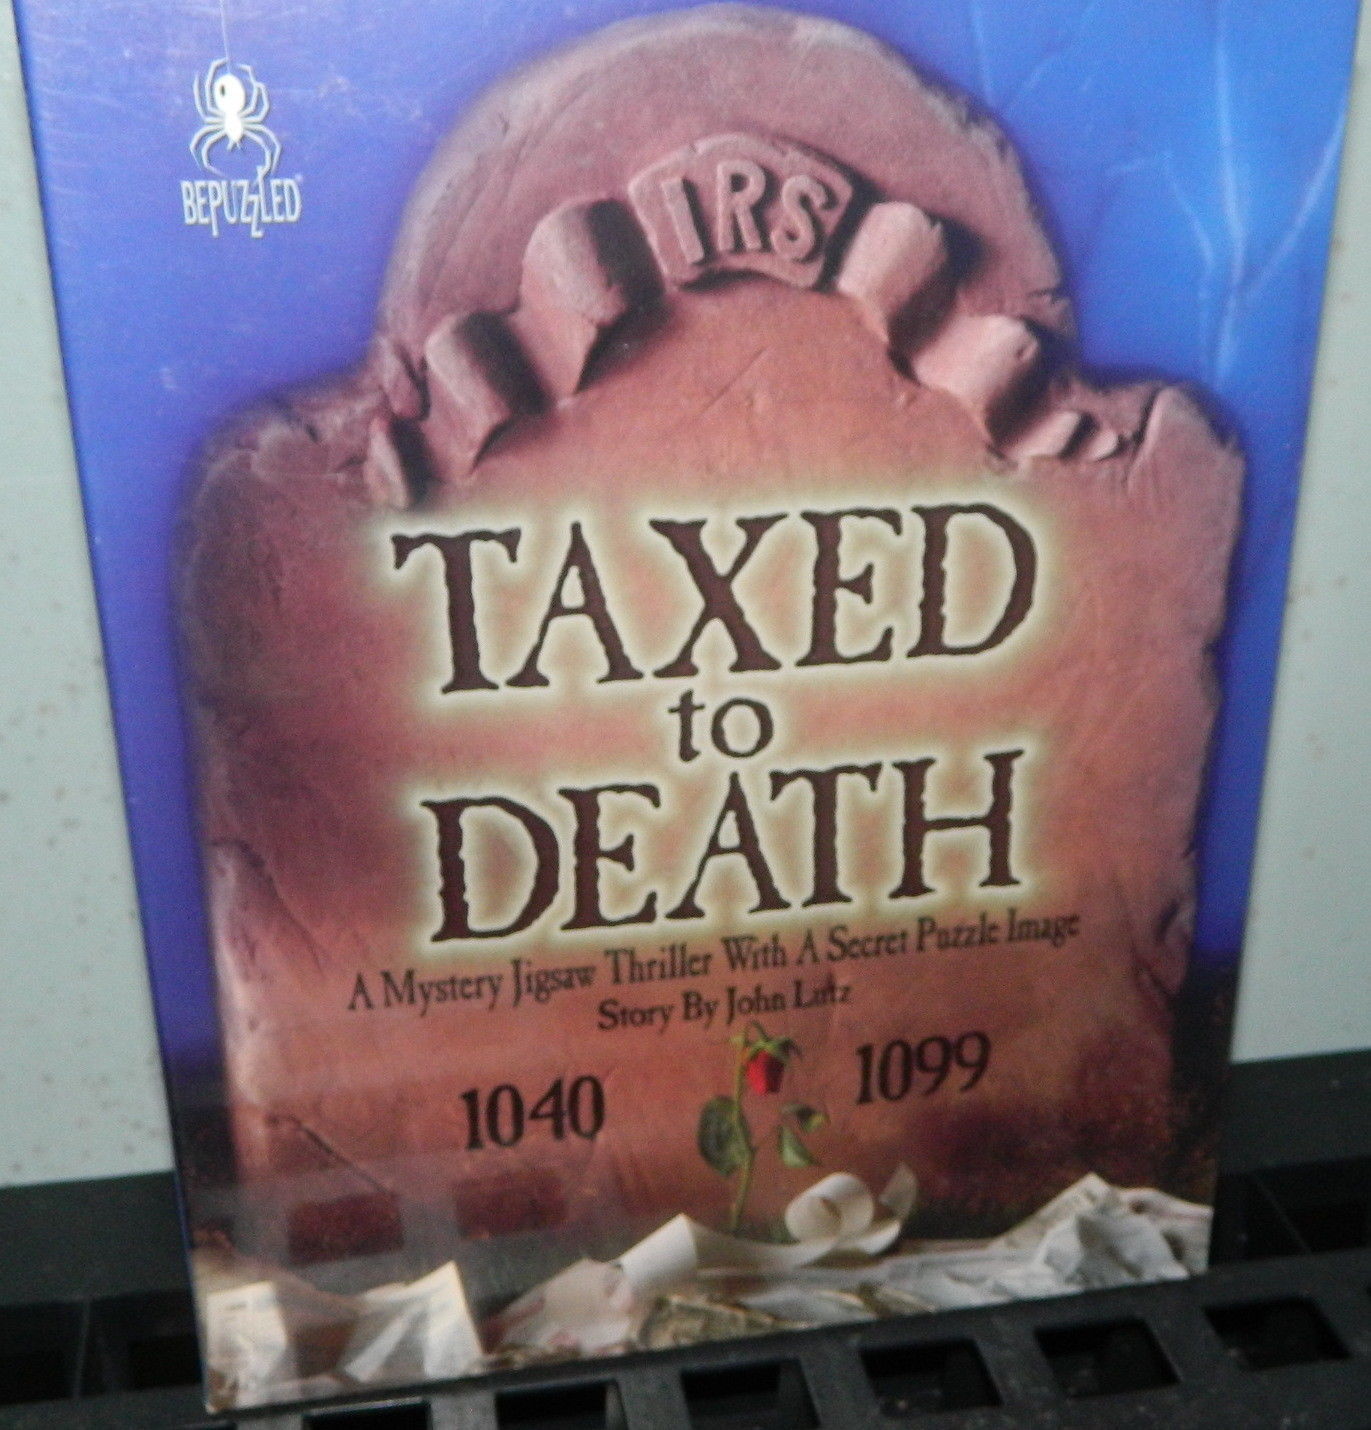 BEPUZZLED
IRS
TAXED
to
DEATH
A Mystery Jigsaw Thriller With A Secret Puzzle Image
Story By John Lutz
1040
1099